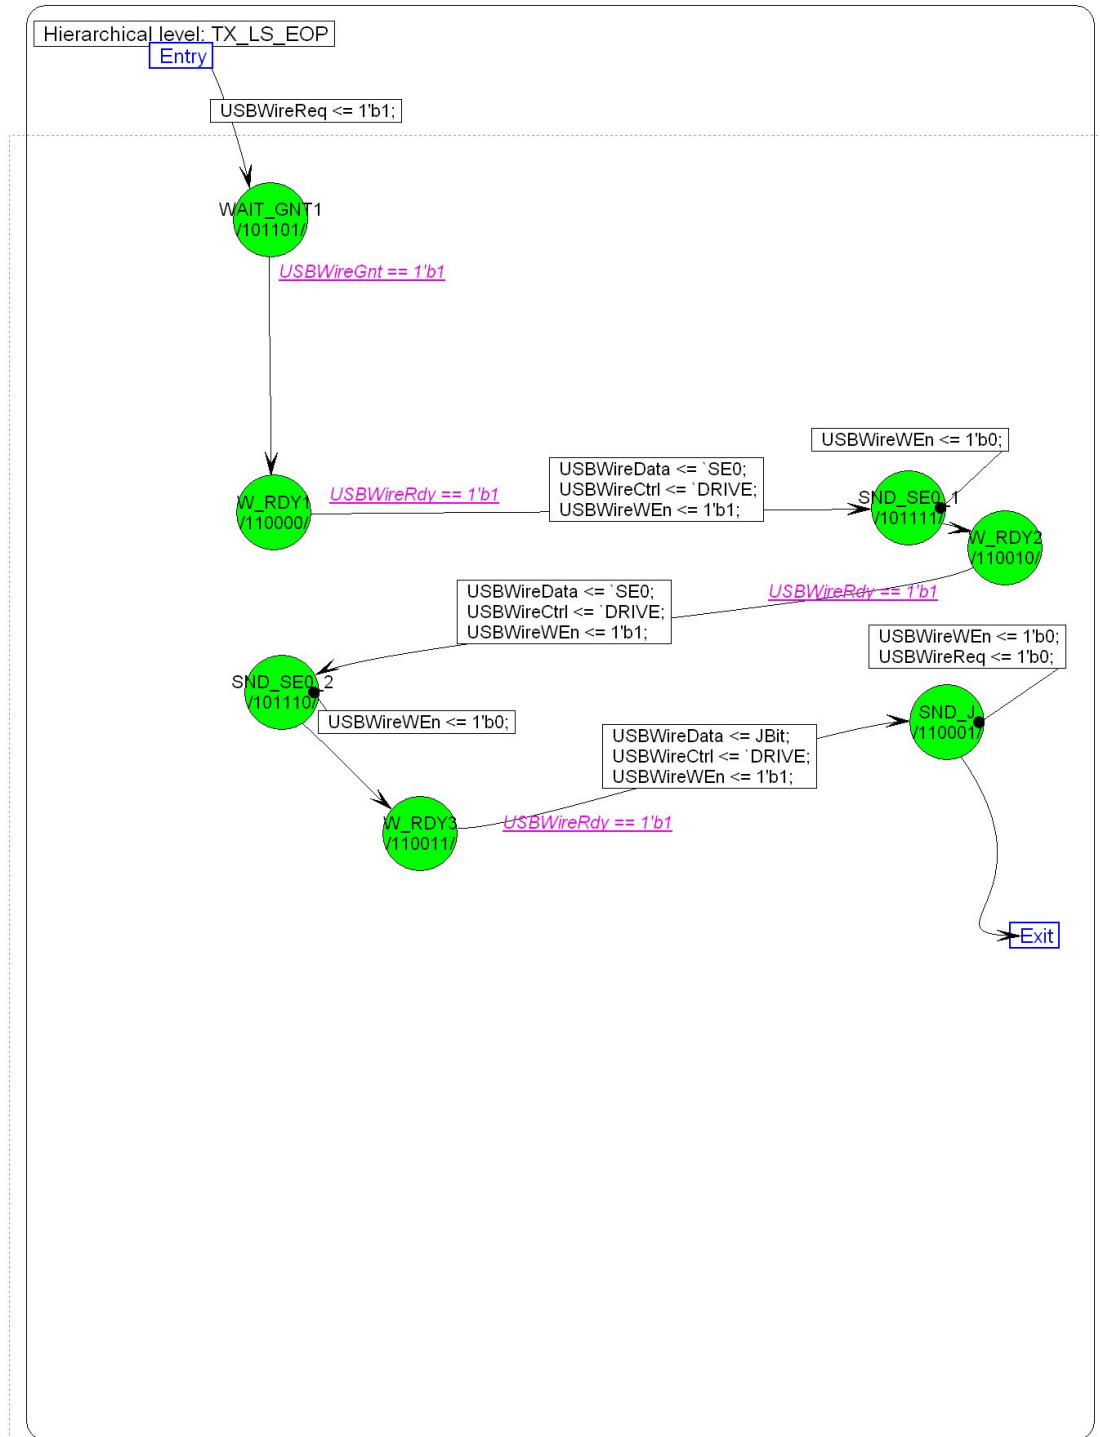 Hierarchical level: TX_LS_EOP
Entry
USBWireReq <= 1'b1;
WAIT_GNT1
/101101/
USBWireGnt == 1'b1
USBWireWEn <= 1'b0;
USBWireData <= `SE0;
USBWireCtrl <= `DRIVE;
USBWireWEn <= 1'b1;
W_RDY1
/110000/
USBWireRdy == 1'b1
SND_SE0_1
/101111/
W_RDY2
/110010/
USBWireRdy == 1'b1
USBWireData <= `SE0;
USBWireCtrl <= `DRIVE;
USBWireWEn <= 1'b1;
USBWireWEn <= 1'b0;
USBWireReq <= 1'b0;
SND_SE0_2
/101110/
USBWireWEn <= 1'b0;
SND_J
/110001/
USBWireData <= JBit;
USBWireCtrl <= `DRIVE;
USBWireWEn <= 1'b1;
W_RDY3
/110011/
USBWireRdy == 1'b1
Exit